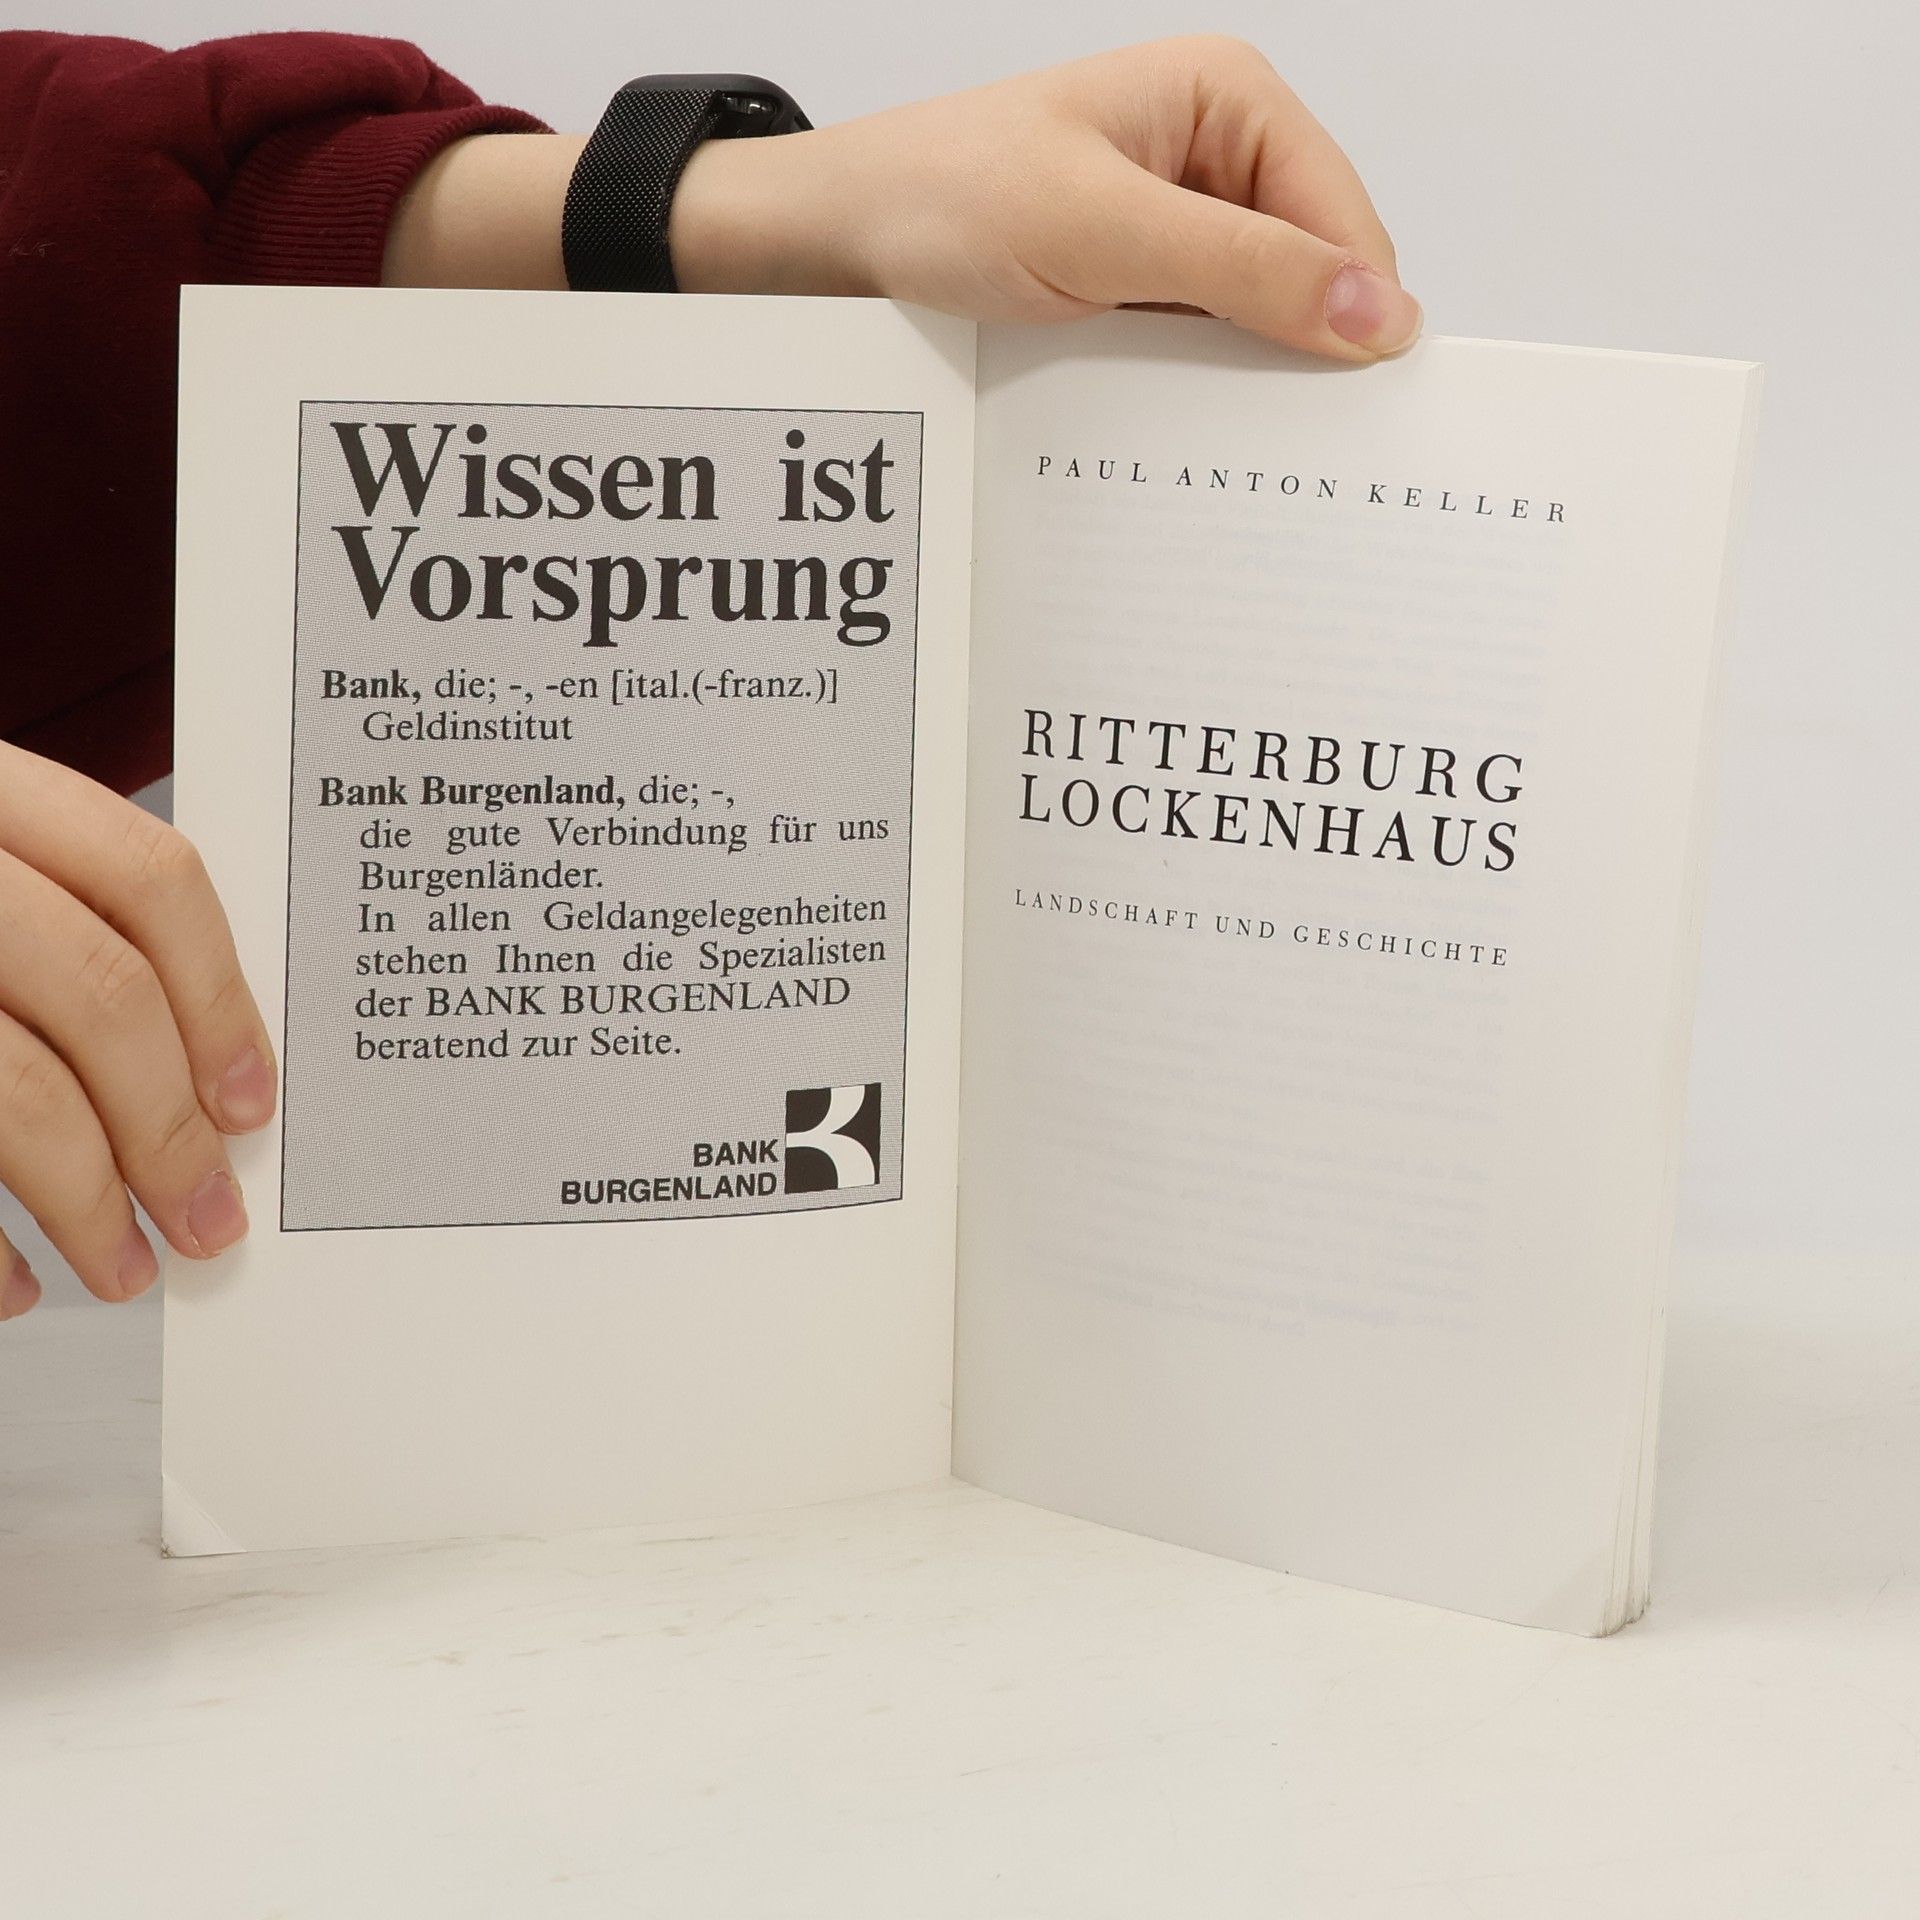 Wissen ist
Vorsprung
Bank, die; -, -en [ital.(-franz.)]
Geldinstitut
Bank Burgenland, die; -,
die gute Verbindung für uns
Burgenländer.
In allen Geldangelegenheiten
stehen Ihnen die Spezialisten
der BANK BURGENLAND
beratend zur Seite.
BANK
BURGENLAND
PAUL ANTON KELLER
RITTERBURG
LOCKENHAUS
LANDSCHAFT UND GESCHICHTE